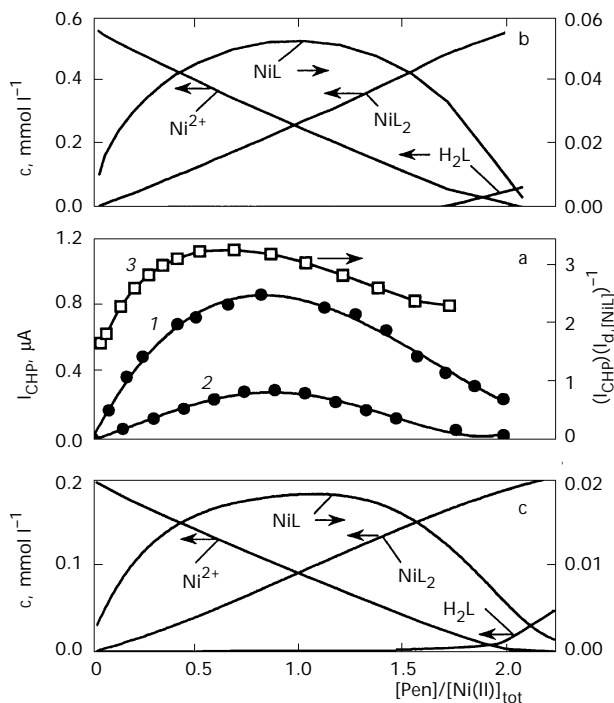 0.6
0.4
0.2
0.0
c, mmol l⁻¹
b
NiL
Ni²⁺
NiL₂
H₂L
0.06
0.04
0.02
0.00
1.2
0.8
0.4
0.0
I_CHP, μA
a
3
1
2
3
2
1
0
(I_CHP)(I_d,[NiL])⁻¹
0.2
0.1
0.0
c, mmol l⁻¹
c
NiL
Ni²⁺
NiL₂
H₂L
0.02
0.01
0.00
0 0.5 1.0 1.5 2.0
[Pen]/[Ni(II)]_tot